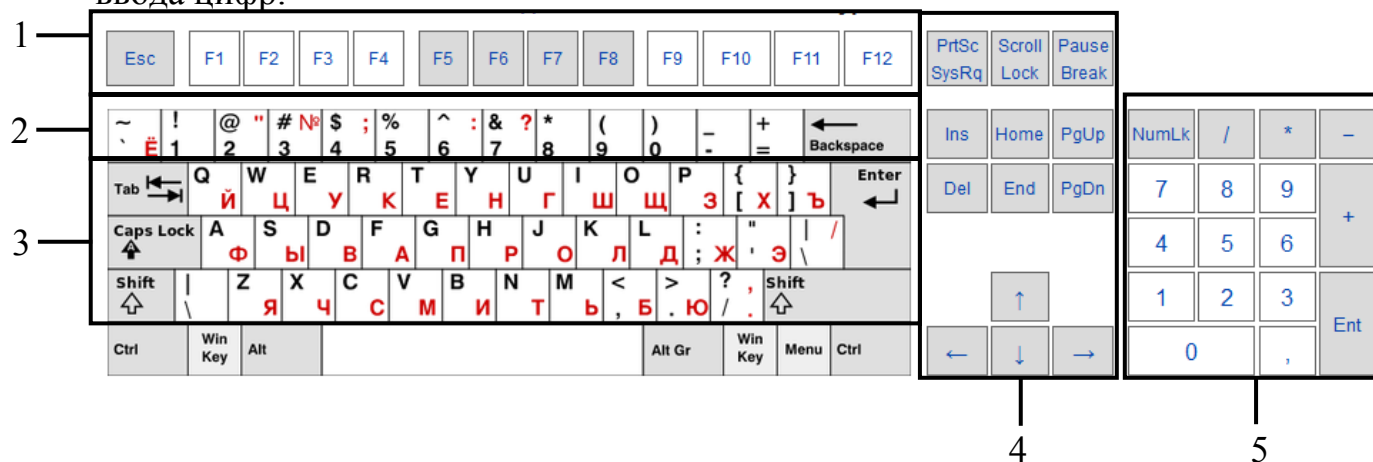 ввода цифр.
1 Esc F1 F2 F3 F4 F5 F6 F7 F8 F9 F10 F11 F12 PrtSc SysRq Scroll Lock Pause Break
2 ~ ` Ё ! 1 @ " 2 # № 3 $ ; 4 % 5 ^ : 6 & ? 7 * 8 ( 9 ) 0 _ - + = Backspace Ins Home PgUp NumLk / * −
Tab Q Й W Ц E У R К T Е Y Н U Г I Ш O Щ P З { [ Х } ] Ъ Enter Del End PgDn 7 8 9 +
3 Caps Lock A Ф S Ы D В F А G П H Р J О K Л L Д : ; Ж " ' Э | / \ 4 5 6
Shift | \ Z Я X Ч C С V М B И N Т M Ь < , Б > . Ю ? , / . Shift ↑ 1 2 3 Ent
Ctrl Win Key Alt Alt Gr Win Key Menu Ctrl ← ↓ → 0 ,
4 5